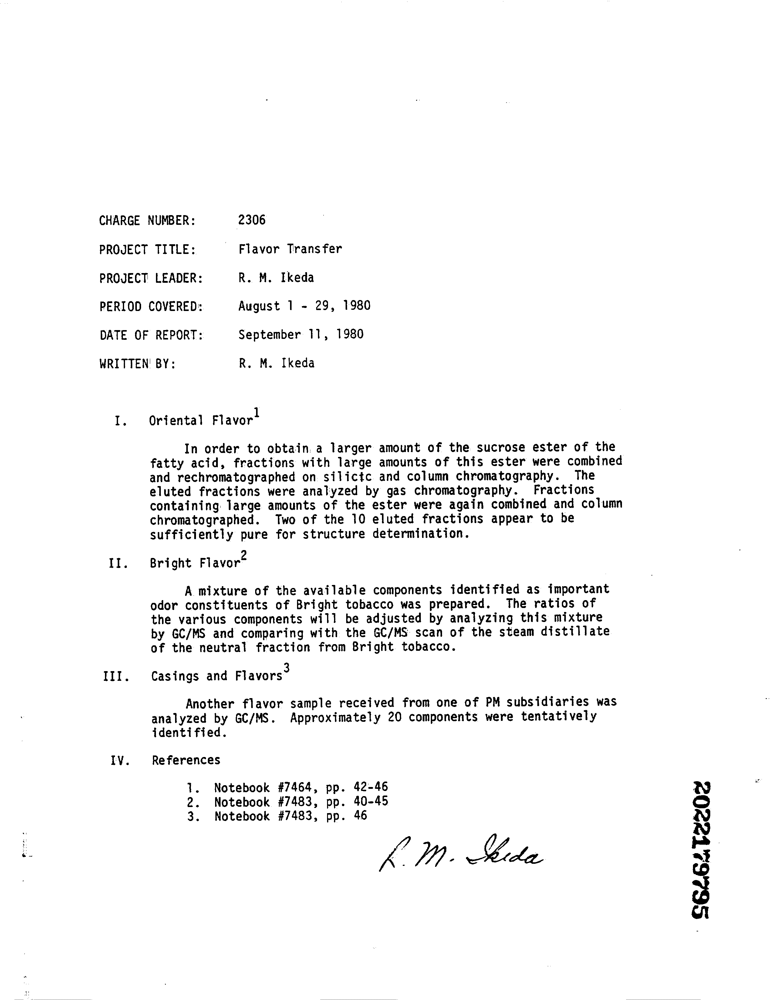 CHARGE NUMBER: 2306
PROJECT TITLE: Flavor Transfer
PROJECT LEADER: R. M. Ikeda
PERIOD COVERED: August 1 - 29, 1980
DATE OF REPORT: September 11, 1980
WRITTEN BY: R. M. Ikeda
I. Oriental Flavor1
In order to obtain a larger amount of the sucrose ester of the
fatty acid, fractions with large amounts of this ester were combined
and rechromatographed on silictc and column chromatography. The
eluted fractions were analyzed by gas chromatography. Fractions
containing large amounts of the ester were again combined and column
chromatographed. Two of the 10 eluted fractions appear to be
sufficiently pure for structure determination.
II. Bright Flavor2
A mixture of the available components identified as important
odor constituents of Bright tobacco was prepared. The ratios of
the various components will be adjusted by analyzing this mixture
by GC/MS and comparing with the GC/MS scan of the steam distillate
of the neutral fraction from Bright tobacco.
III. Casings and Flavors3
Another flavor sample received from one of PM subsidiaries was
analyzed by GC/MS. Approximately 20 components were tentatively
identified.
IV. References
1. Notebook #7464, pp. 42-46
2. Notebook #7483, pp. 40-45
3. Notebook #7483, pp. 46
R. M. Ikeda
2022179795